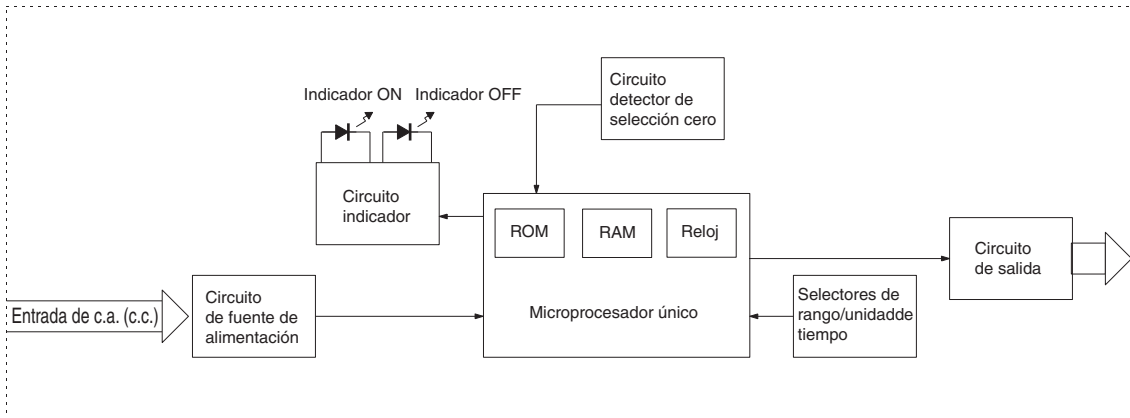 Circuito
detector de
selección cero
Indicador ON
Indicador OFF
Circuito
indicador
ROM
RAM
Reloj
Circuito
de salida
Entrada de c.a. (c.c.)
Circuito
de fuente de
alimentación
Microprocesador único
Selectores de
rango/unidadde
tiempo